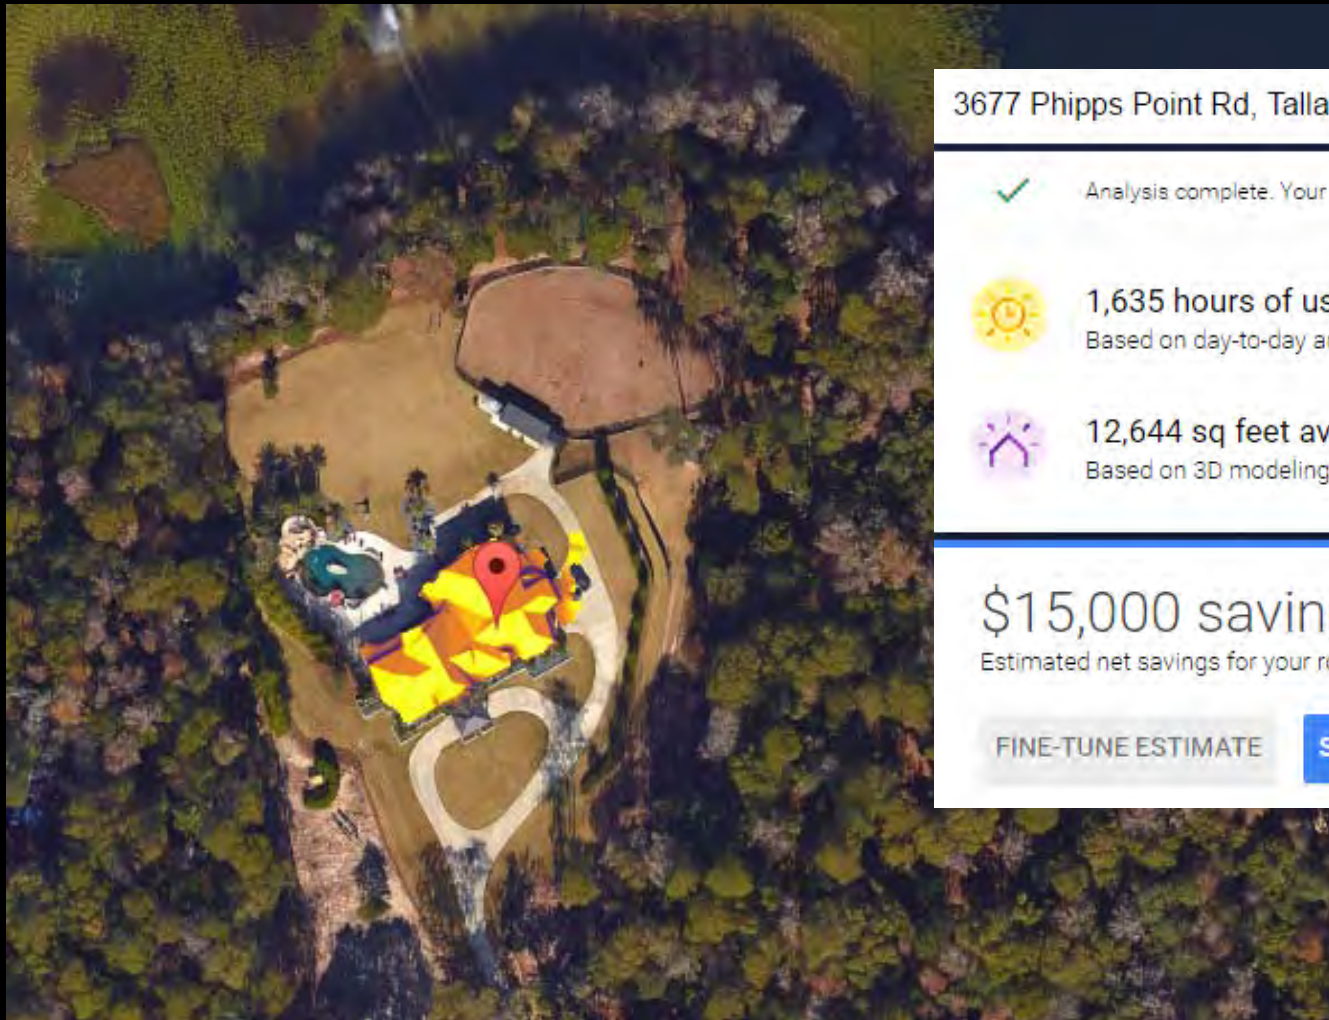 3677 Phipps Point Rd, Talla
Analysis complete. Your
1,635 hours of us
Based on day-to-day a
12,644 sq feet av
Based on 3D modeling
$15,000 savin
Estimated net savings for your r
FINE-TUNE ESTIMATE
S